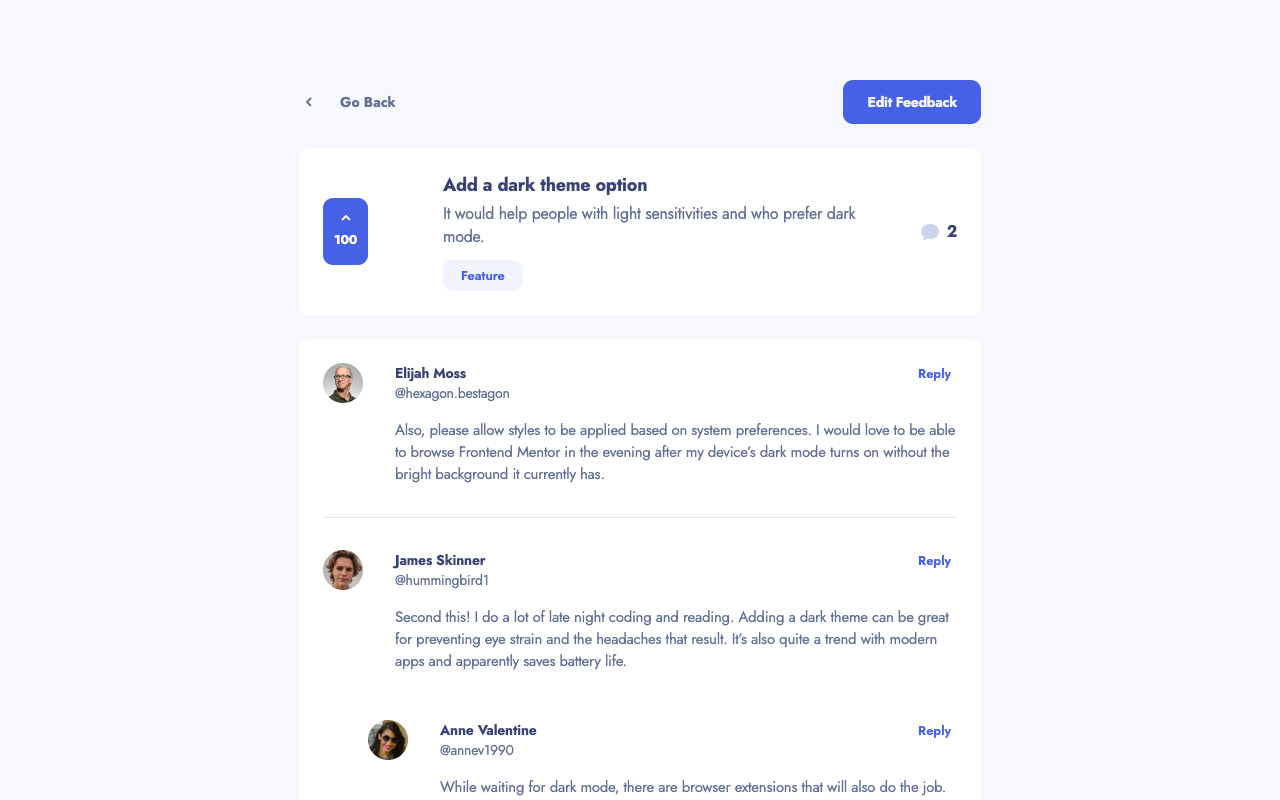 Go Back
Edit Feedback
Add a dark theme option
It would help people with light sensitivities and who prefer dark
mode.
100
2
Feature
Elijah Moss
Reply
@hexagon.bestagon
Also, please allow styles to be applied based on system preferences. I would love to be able
to browse Frontend Mentor in the evening after my device’s dark mode turns on without the
bright background it currently has.
James Skinner
Reply
@hummingbird1
Second this! I do a lot of late night coding and reading. Adding a dark theme can be great
for preventing eye strain and the headaches that result. It’s also quite a trend with modern
apps and apparently saves battery life.
Anne Valentine
Reply
@annev1990
While waiting for dark mode, there are browser extensions that will also do the job.